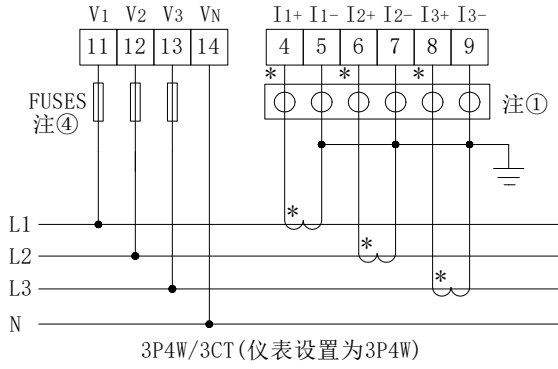 V1 V2 V3 VN I1+ I1- I2+ I2- I3+ I3-
11 12 13 14 4 5 6 7 8 9
* * *
FUSES
注④
注①
*
L1
*
L2
*
L3
N
3P4W/3CT(仪表设置为3P4W)